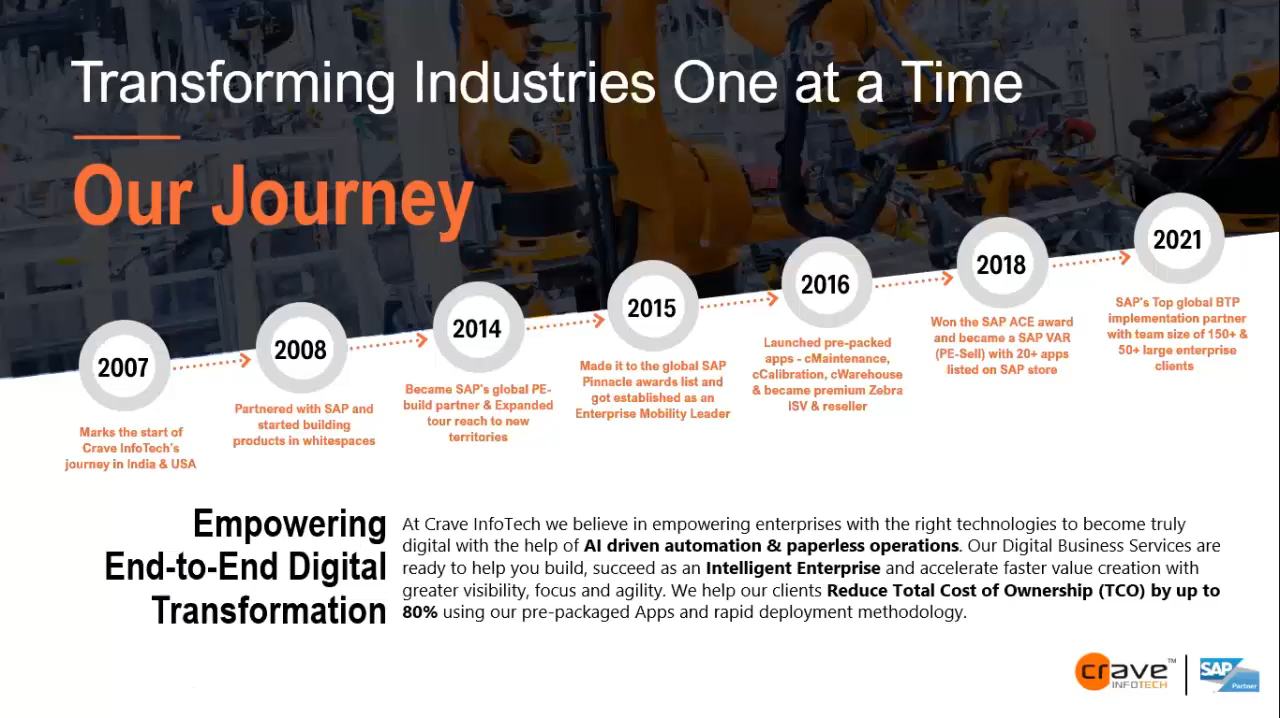 Transforming Industries One at a Time
Our Journey
2007
Marks the start of
Crave InfoTech's
journey in India & USA
2008
Partnered with SAP and
started building
products in whitespaces
2014
Became SAP's global PE-
build partner & Expanded
tour reach to new
territories
2015
Made it to the global SAP
Pinnacle awards list and
got established as an
Enterprise Mobility Leader
2016
Launched pre-packed
apps - cMaintenance,
cCalibration, cWarehouse
& became premium Zebra
ISV & reseller
2018
Won the SAP ACE award
and became a SAP VAR
(PE-Sell) with 20+ apps
listed on SAP store
2021
SAP's Top global BTP
implementation partner
with team size of 150+ &
50+ large enterprise
clients
Empowering
End-to-End Digital
Transformation
At Crave InfoTech we believe in empowering enterprises with the right technologies to become truly
digital with the help of AI driven automation & paperless operations. Our Digital Business Services are
ready to help you build, succeed as an Intelligent Enterprise and accelerate faster value creation with
greater visibility, focus and agility. We help our clients Reduce Total Cost of Ownership (TCO) by up to
80% using our pre-packaged Apps and rapid deployment methodology.
crave TM
INFOTECH
SAP
Partner